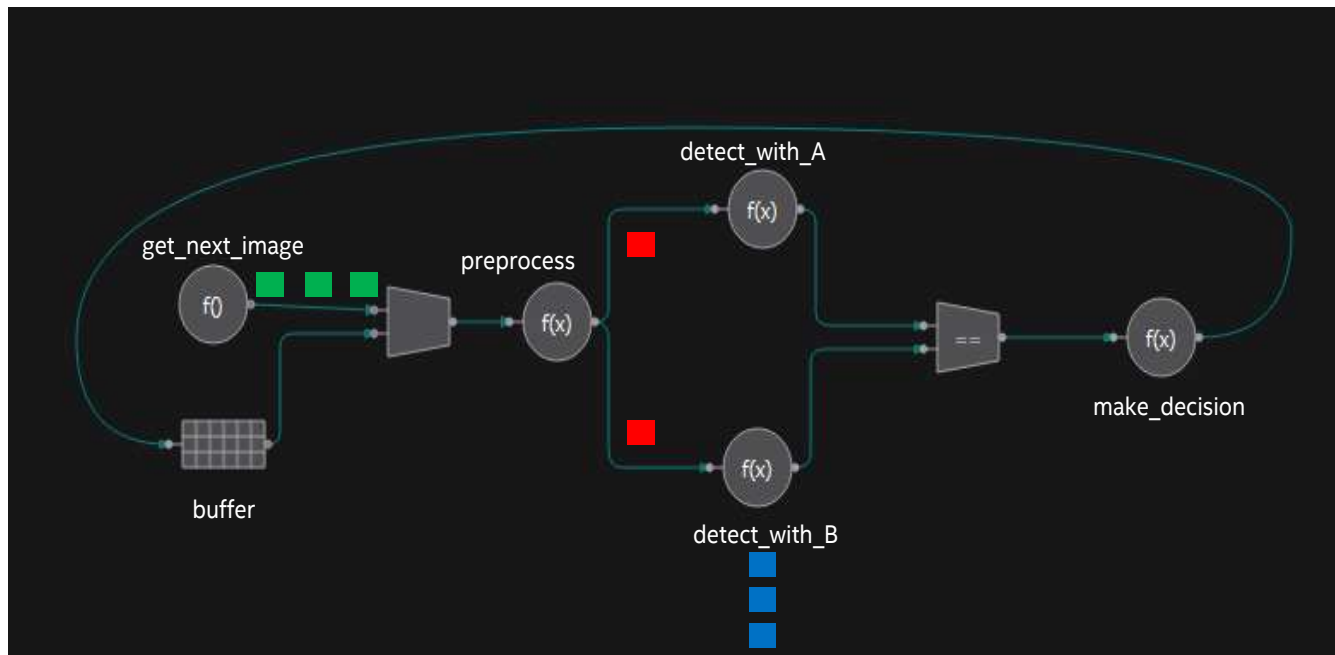 detect_with_A
f(x)
get_next_image
preprocess
f()
f(x)
==
f(x)
make_decision
f(x)
buffer
detect_with_B